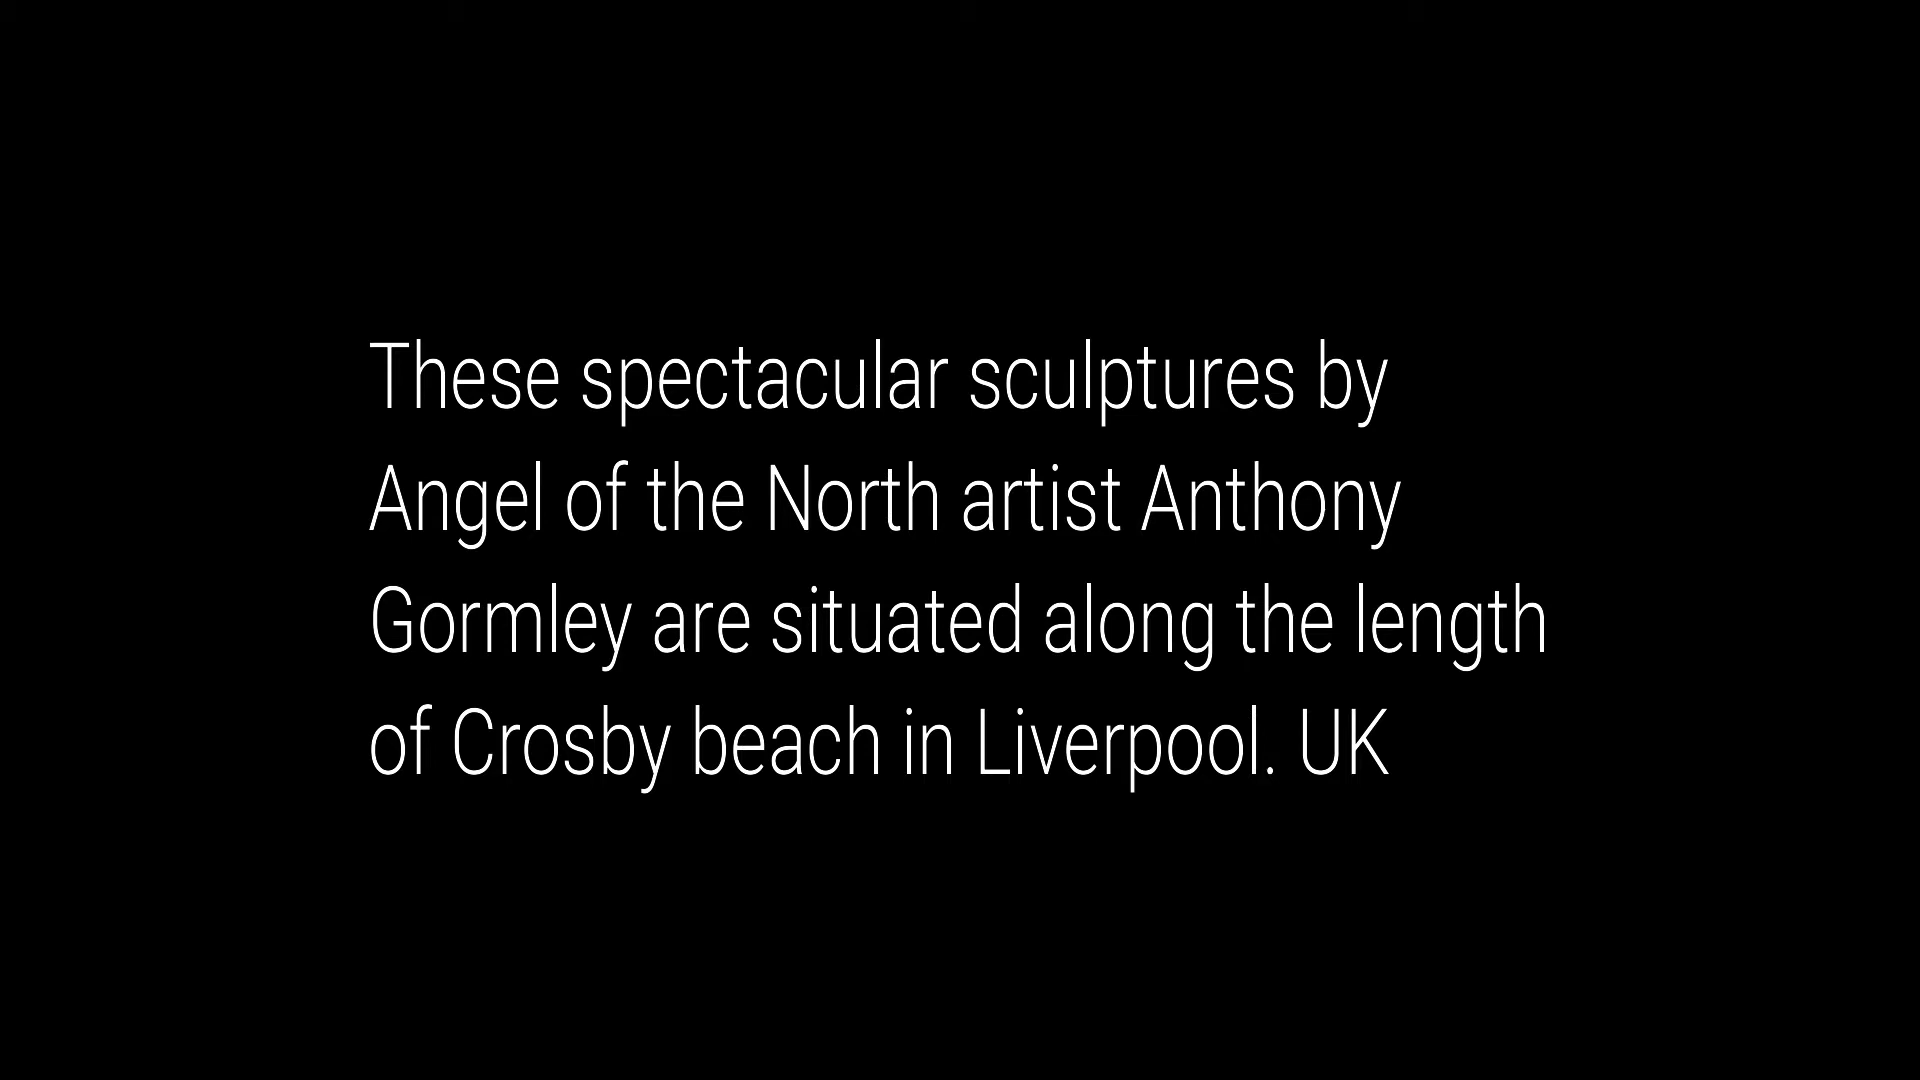 These spectacular sculptures by
Angel of the North artist Anthony
Gormley are situated along the length
of Crosby beach in Liverpool. UK